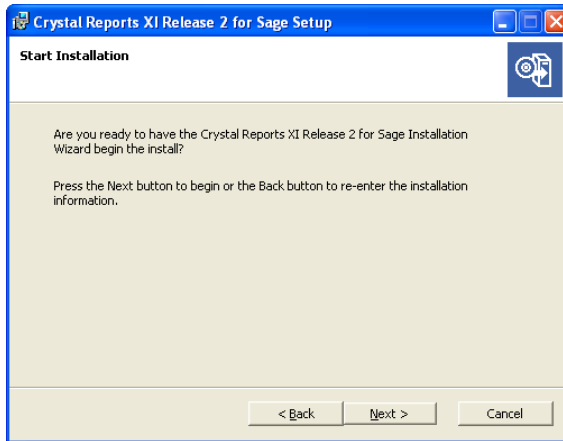 Crystal Reports XI Release 2 for Sage Setup
Start Installation
Are you ready to have the Crystal Reports XI Release 2 for Sage Installation
Wizard begin the install?
Press the Next button to begin or the Back button to re-enter the installation
information.
< Back
Next >
Cancel